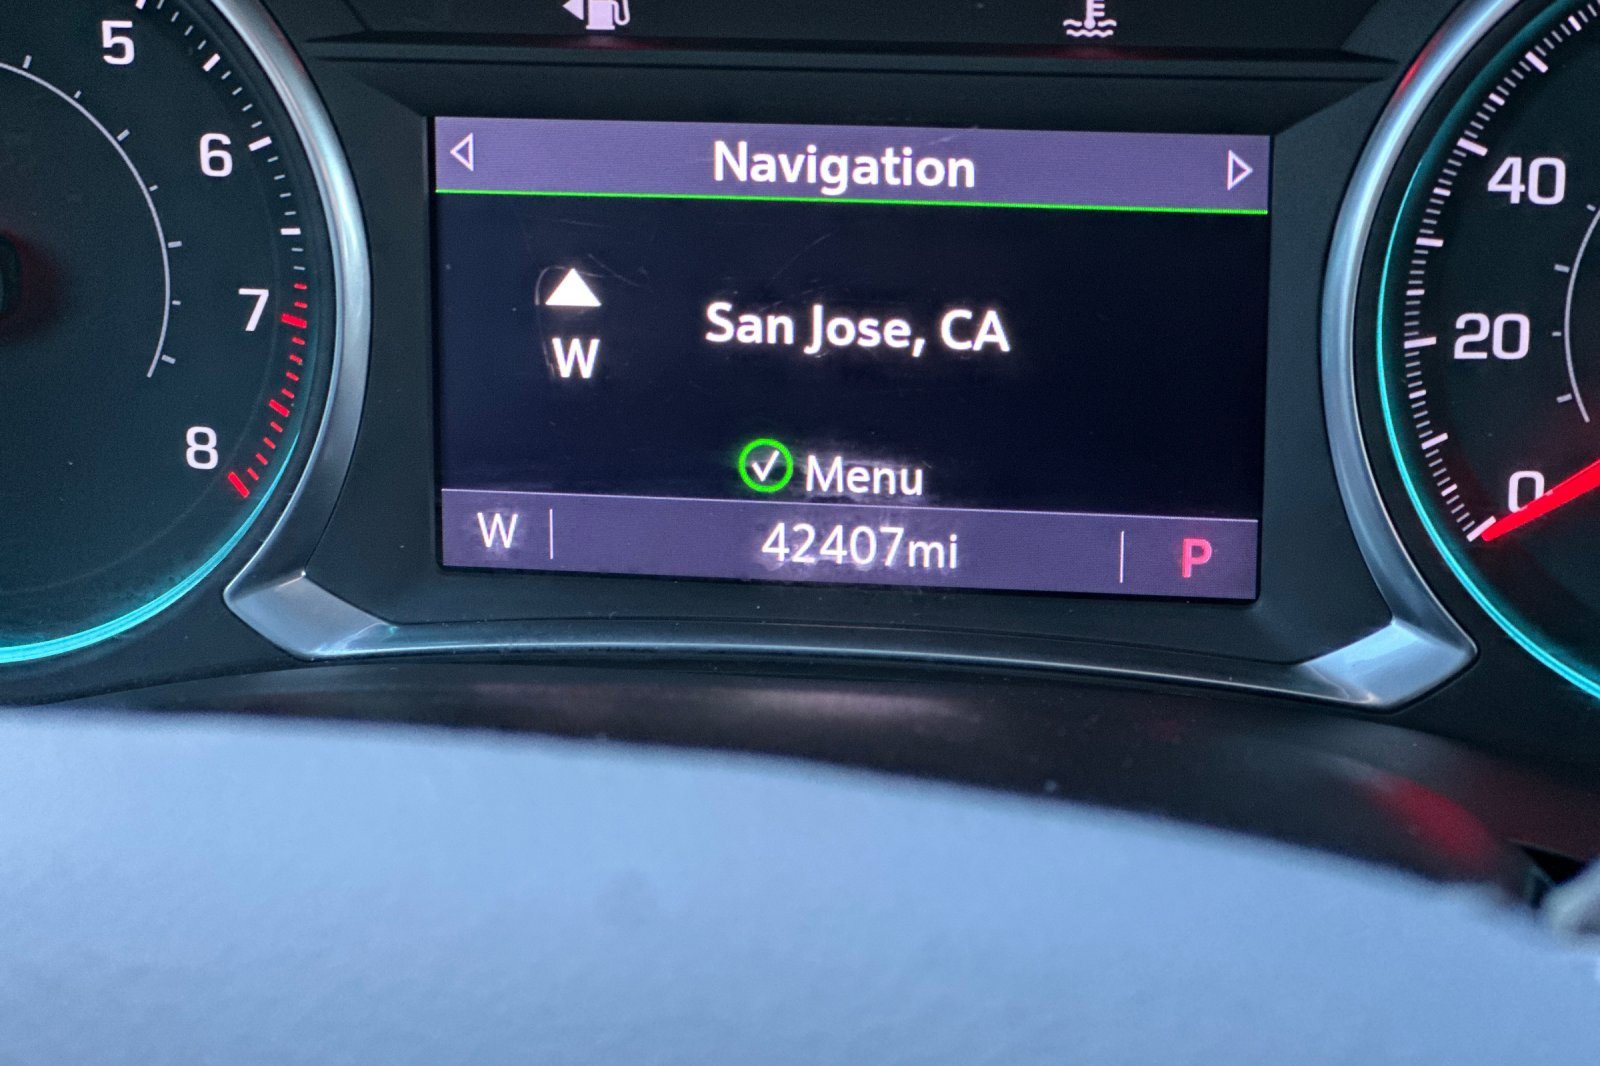 5
6
7
8
Navigation
W
San Jose, CA
Menu
W
42407mi
P
40
20
0